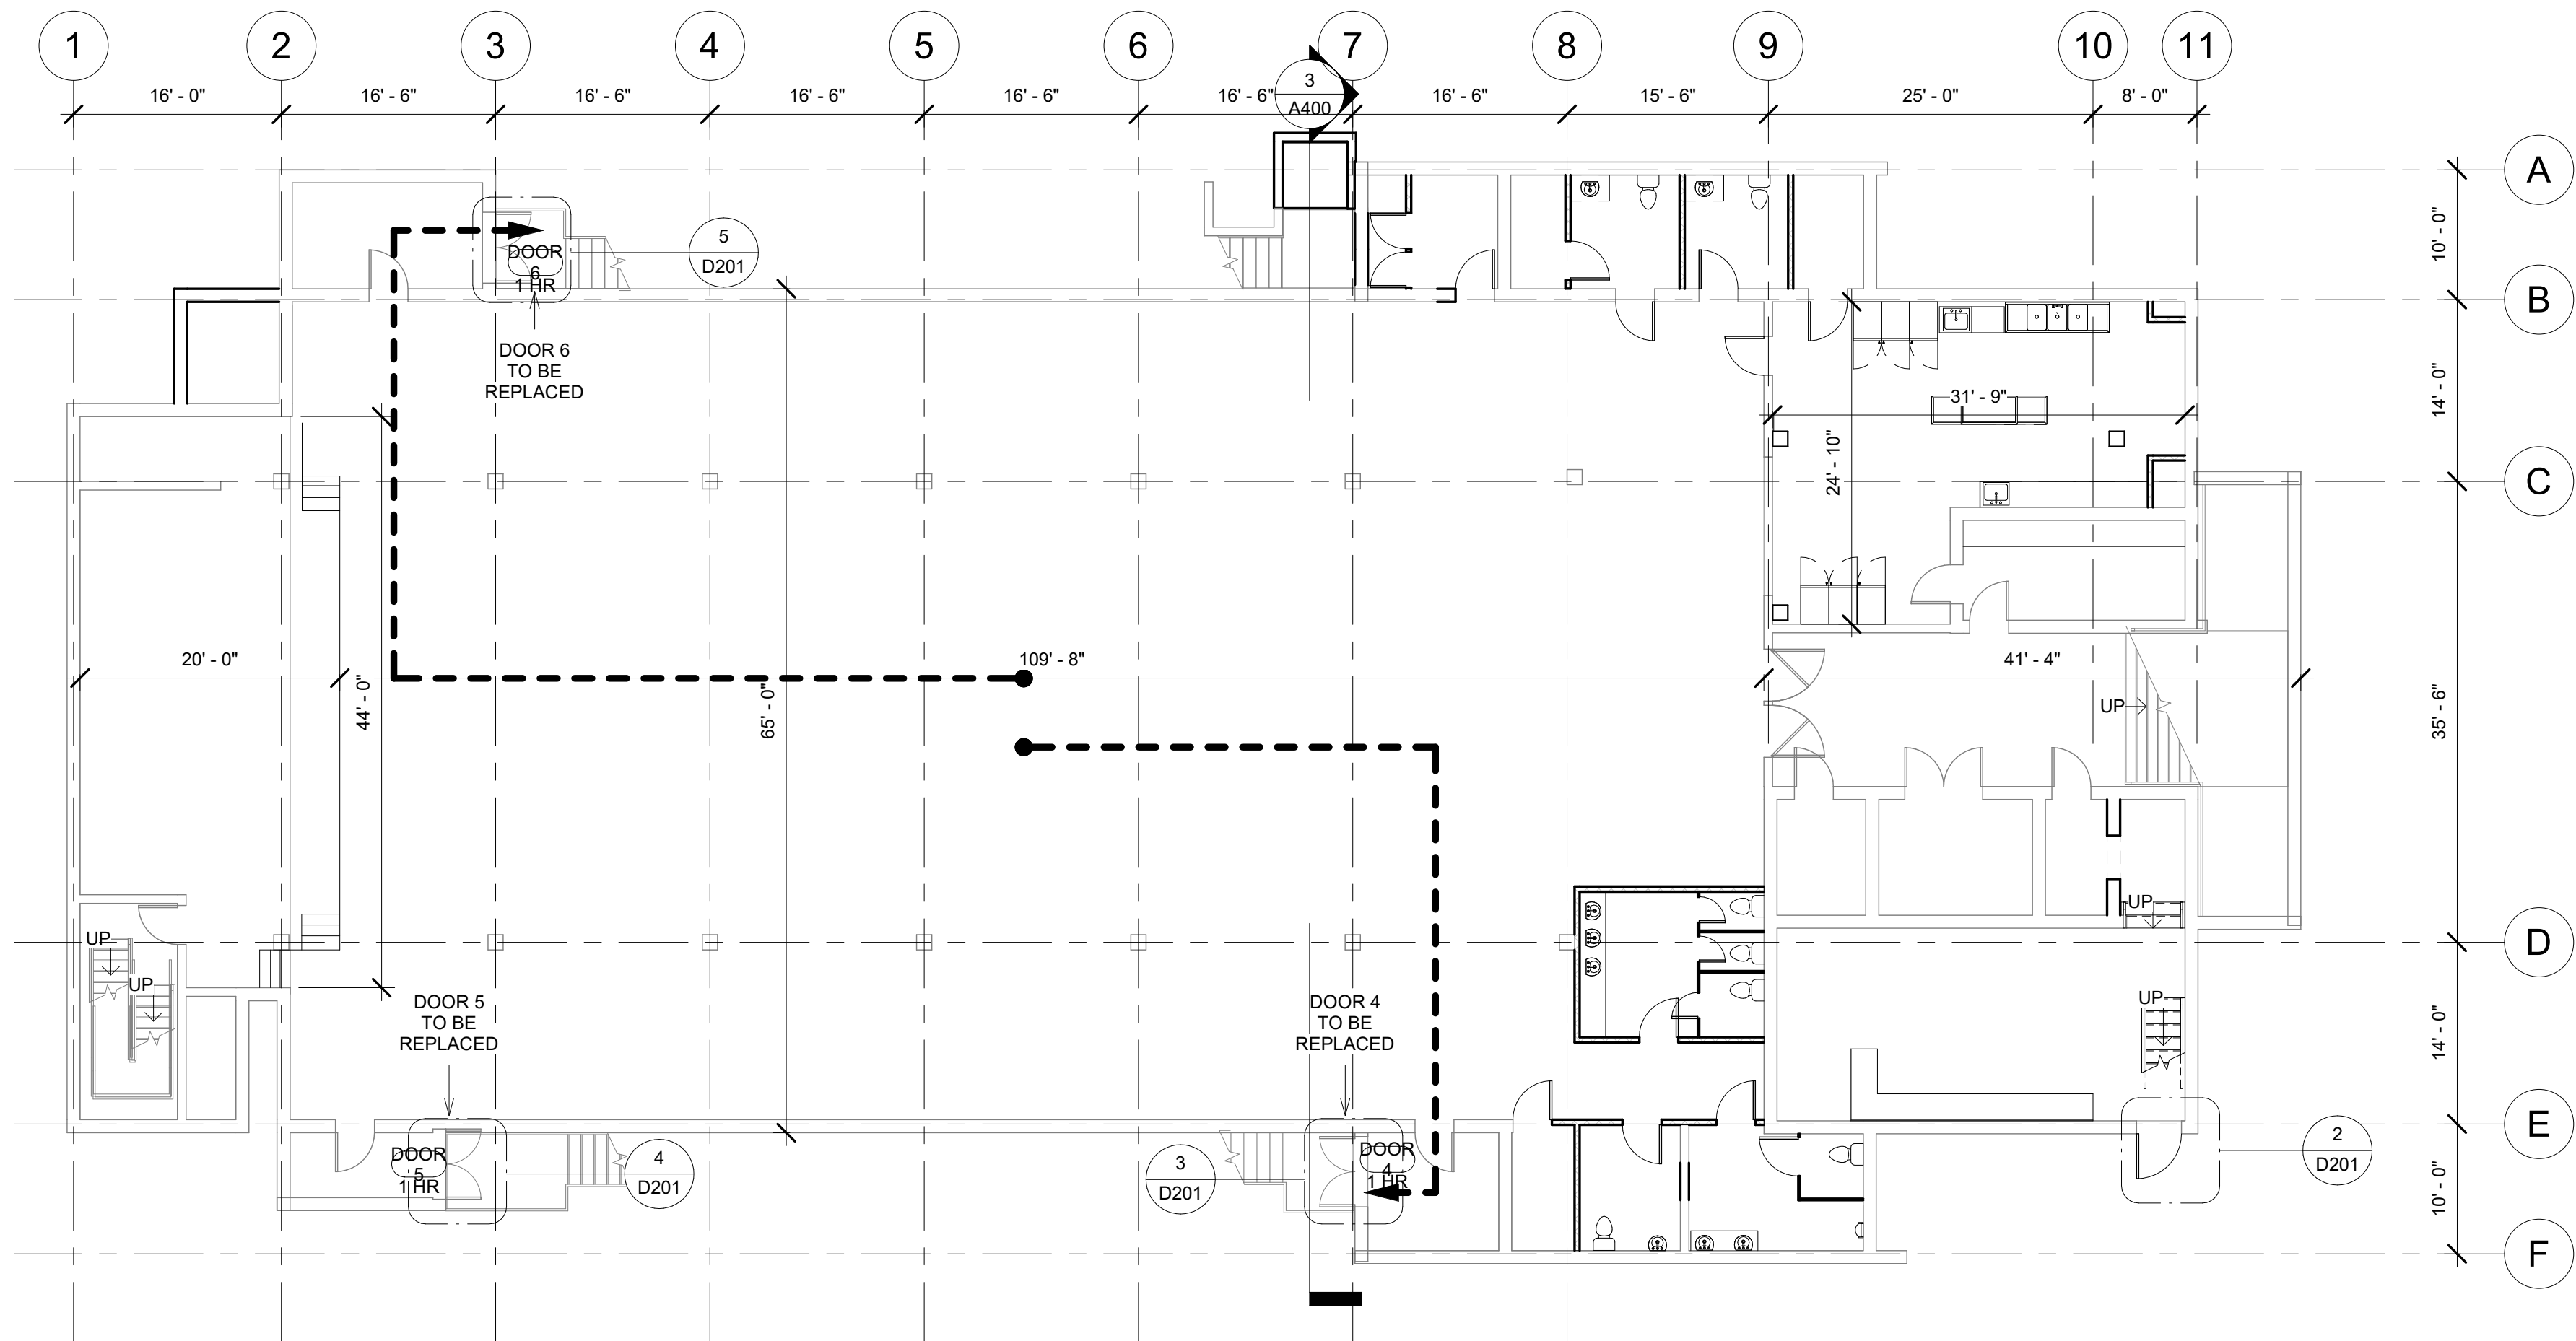 1 2 3 4 5 6 7 8 9 10 11
16' - 0" 16' - 6" 16' - 6" 16' - 6" 16' - 6" 16' - 6" 16' - 6" 15' - 6" 25' - 0" 8' - 0"
3
A400
A
10' - 0"
5
D201
DOOR
6
1 HR
B
DOOR 6
TO BE
REPLACED
14' - 0"
31' - 9"
24' - 10"
C
20' - 0"
44' - 0"
65' - 0"
109' - 8"
41' - 4"
35' - 6"
UP
UP
D
UP
UP
UP
DOOR 5
TO BE
REPLACED
DOOR 4
TO BE
REPLACED
14' - 0"
E
DOOR
5
1 HR
4
D201
3
D201
DOOR
4
1 HR
2
D201
10' - 0"
F